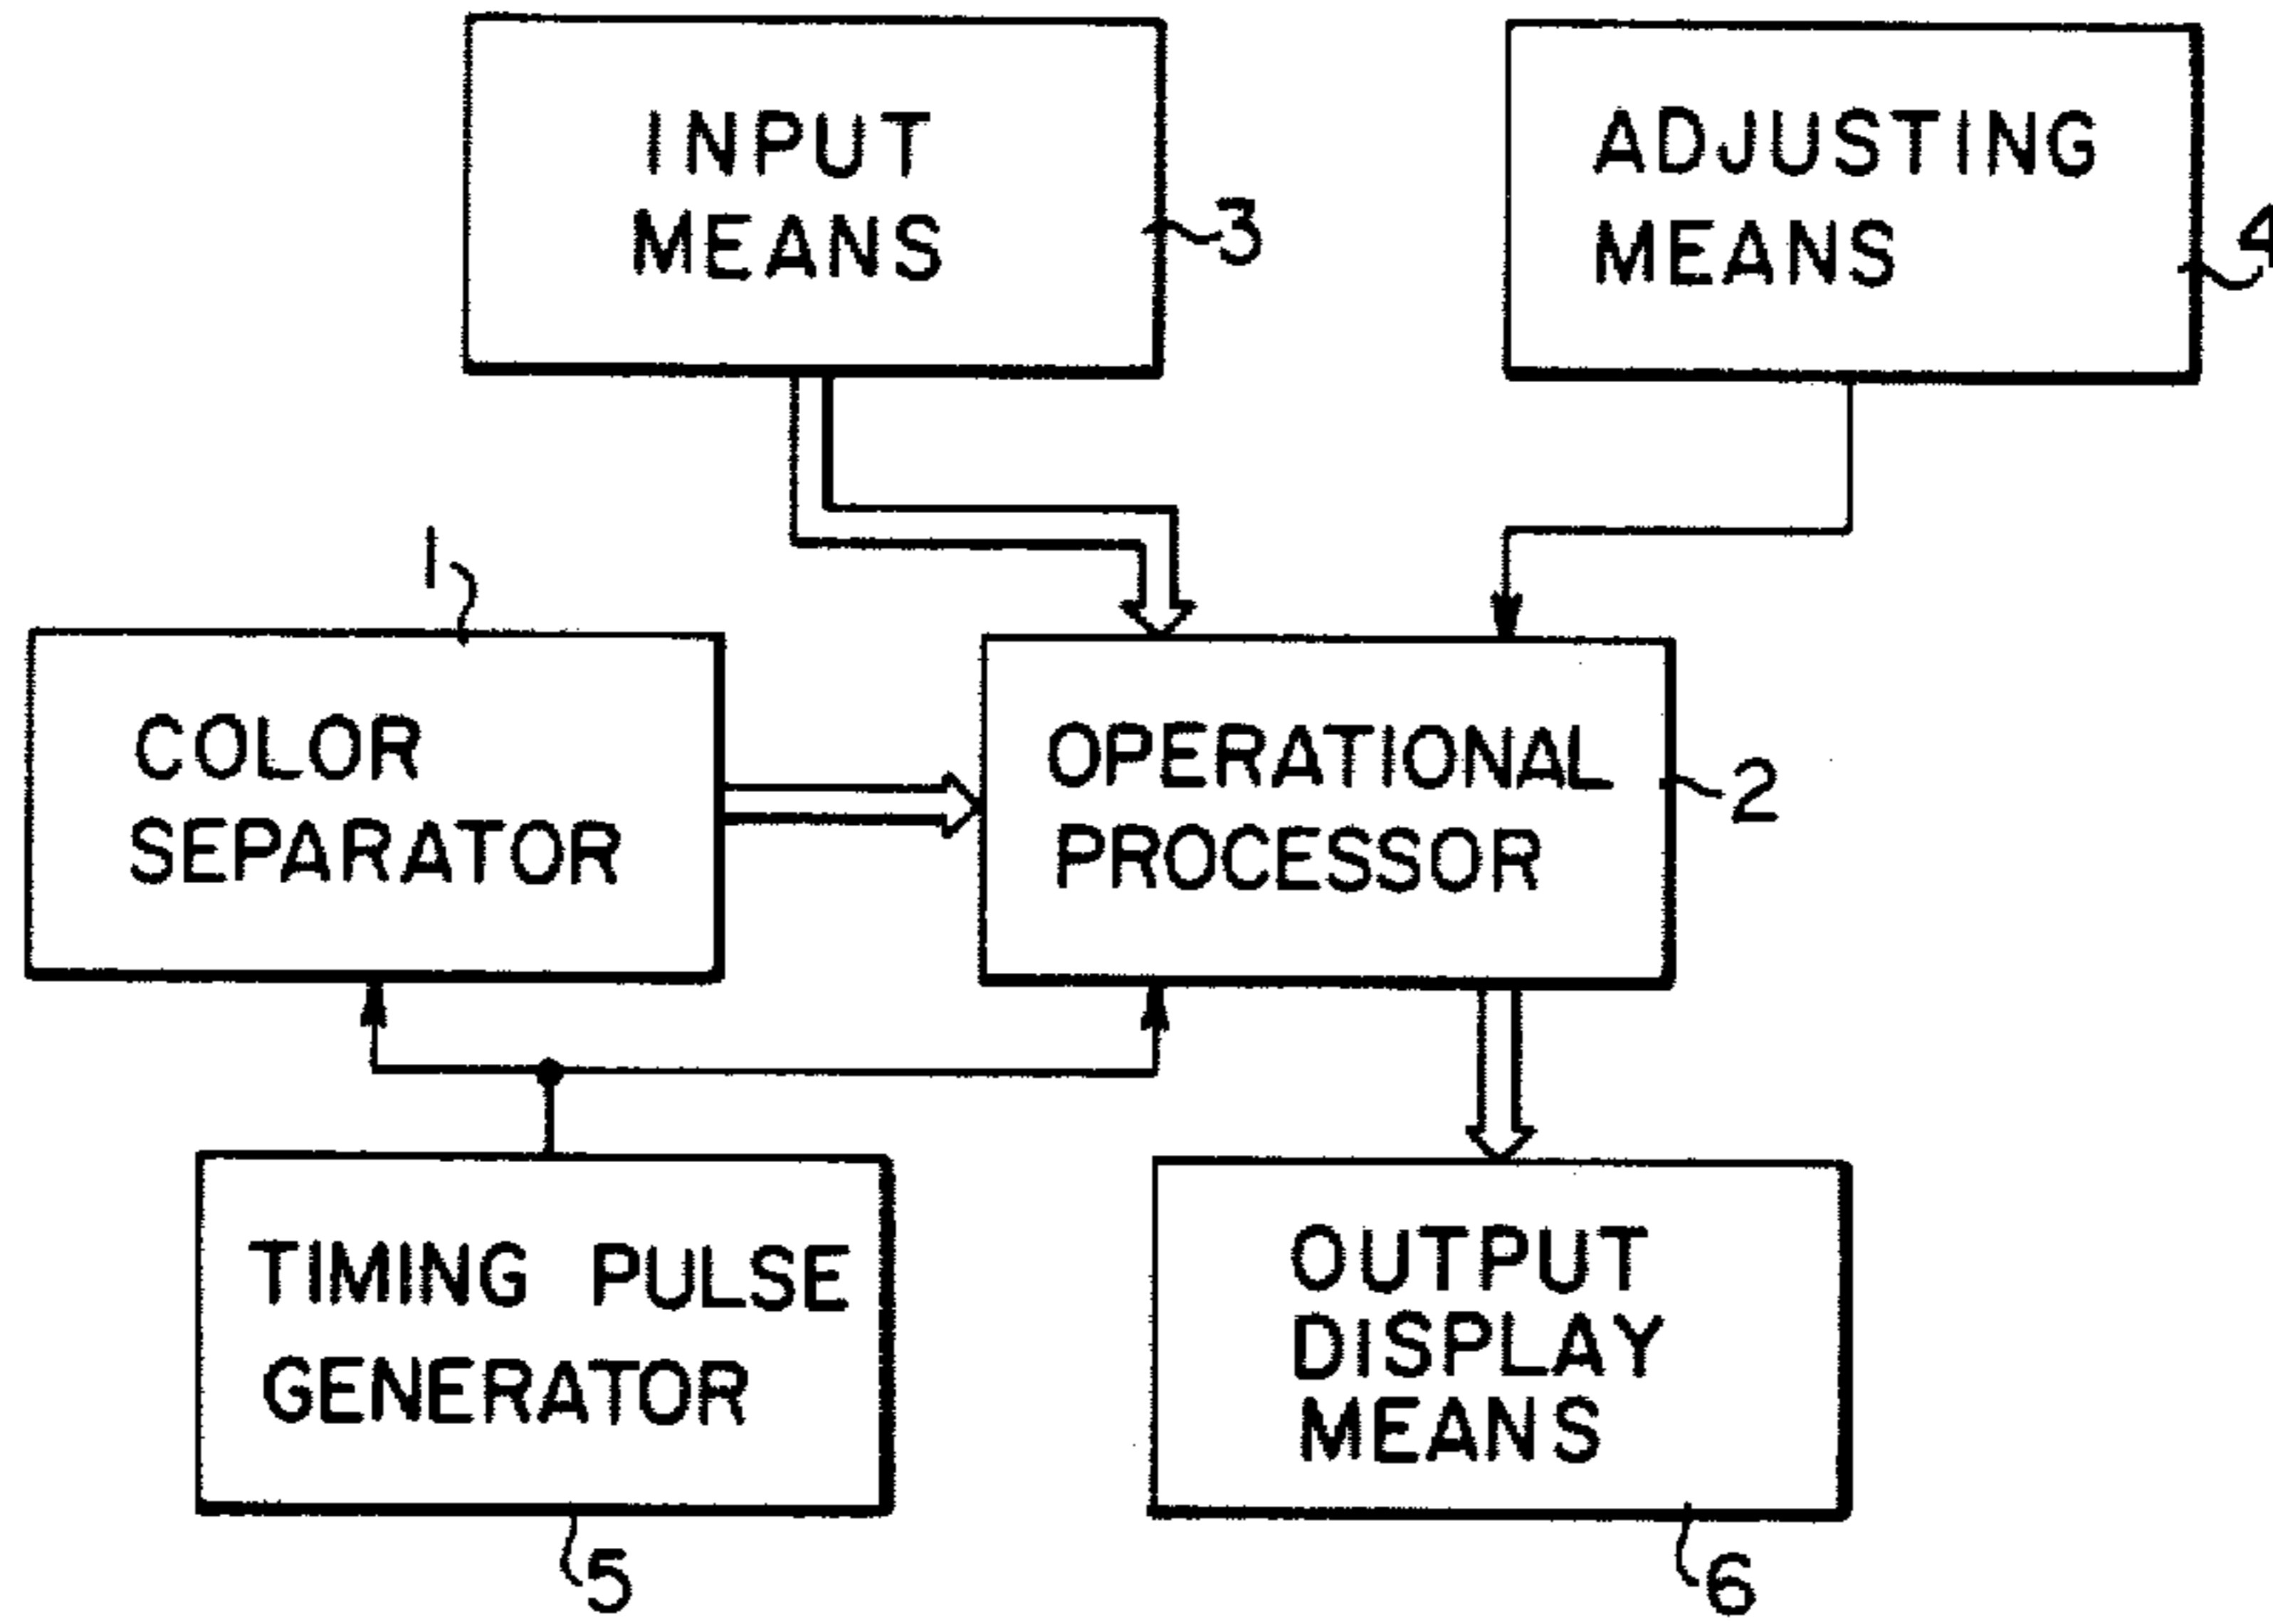 INPUT
MEANS
3
ADJUSTING
MEANS
4
1
COLOR
SEPARATOR
OPERATIONAL
PROCESSOR
2
TIMING PULSE
GENERATOR
5
OUTPUT
DISPLAY
MEANS
6